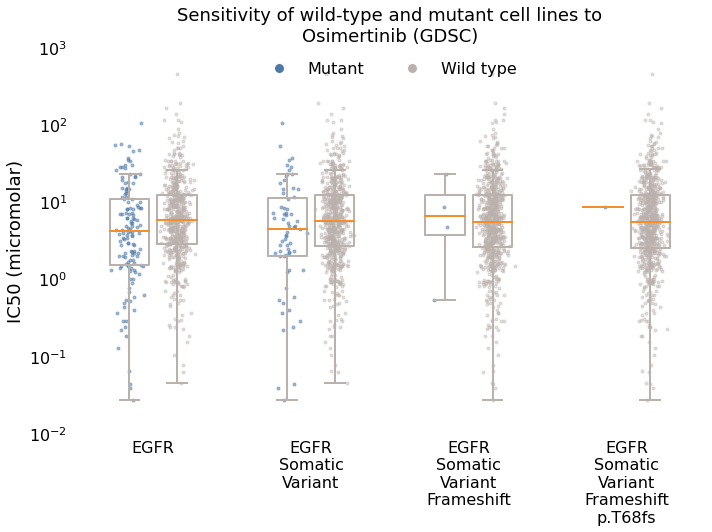 Sensitivity of wild-type and mutant cell lines to
Osimertinib (GDSC)
Mutant
Wild type
IC50 (micromolar)
10³
10²
10¹
10⁰
10⁻¹
10⁻²
EGFR
EGFR
Somatic
Variant
EGFR
Somatic
Variant
Frameshift
EGFR
Somatic
Variant
Frameshift
p.T68fs